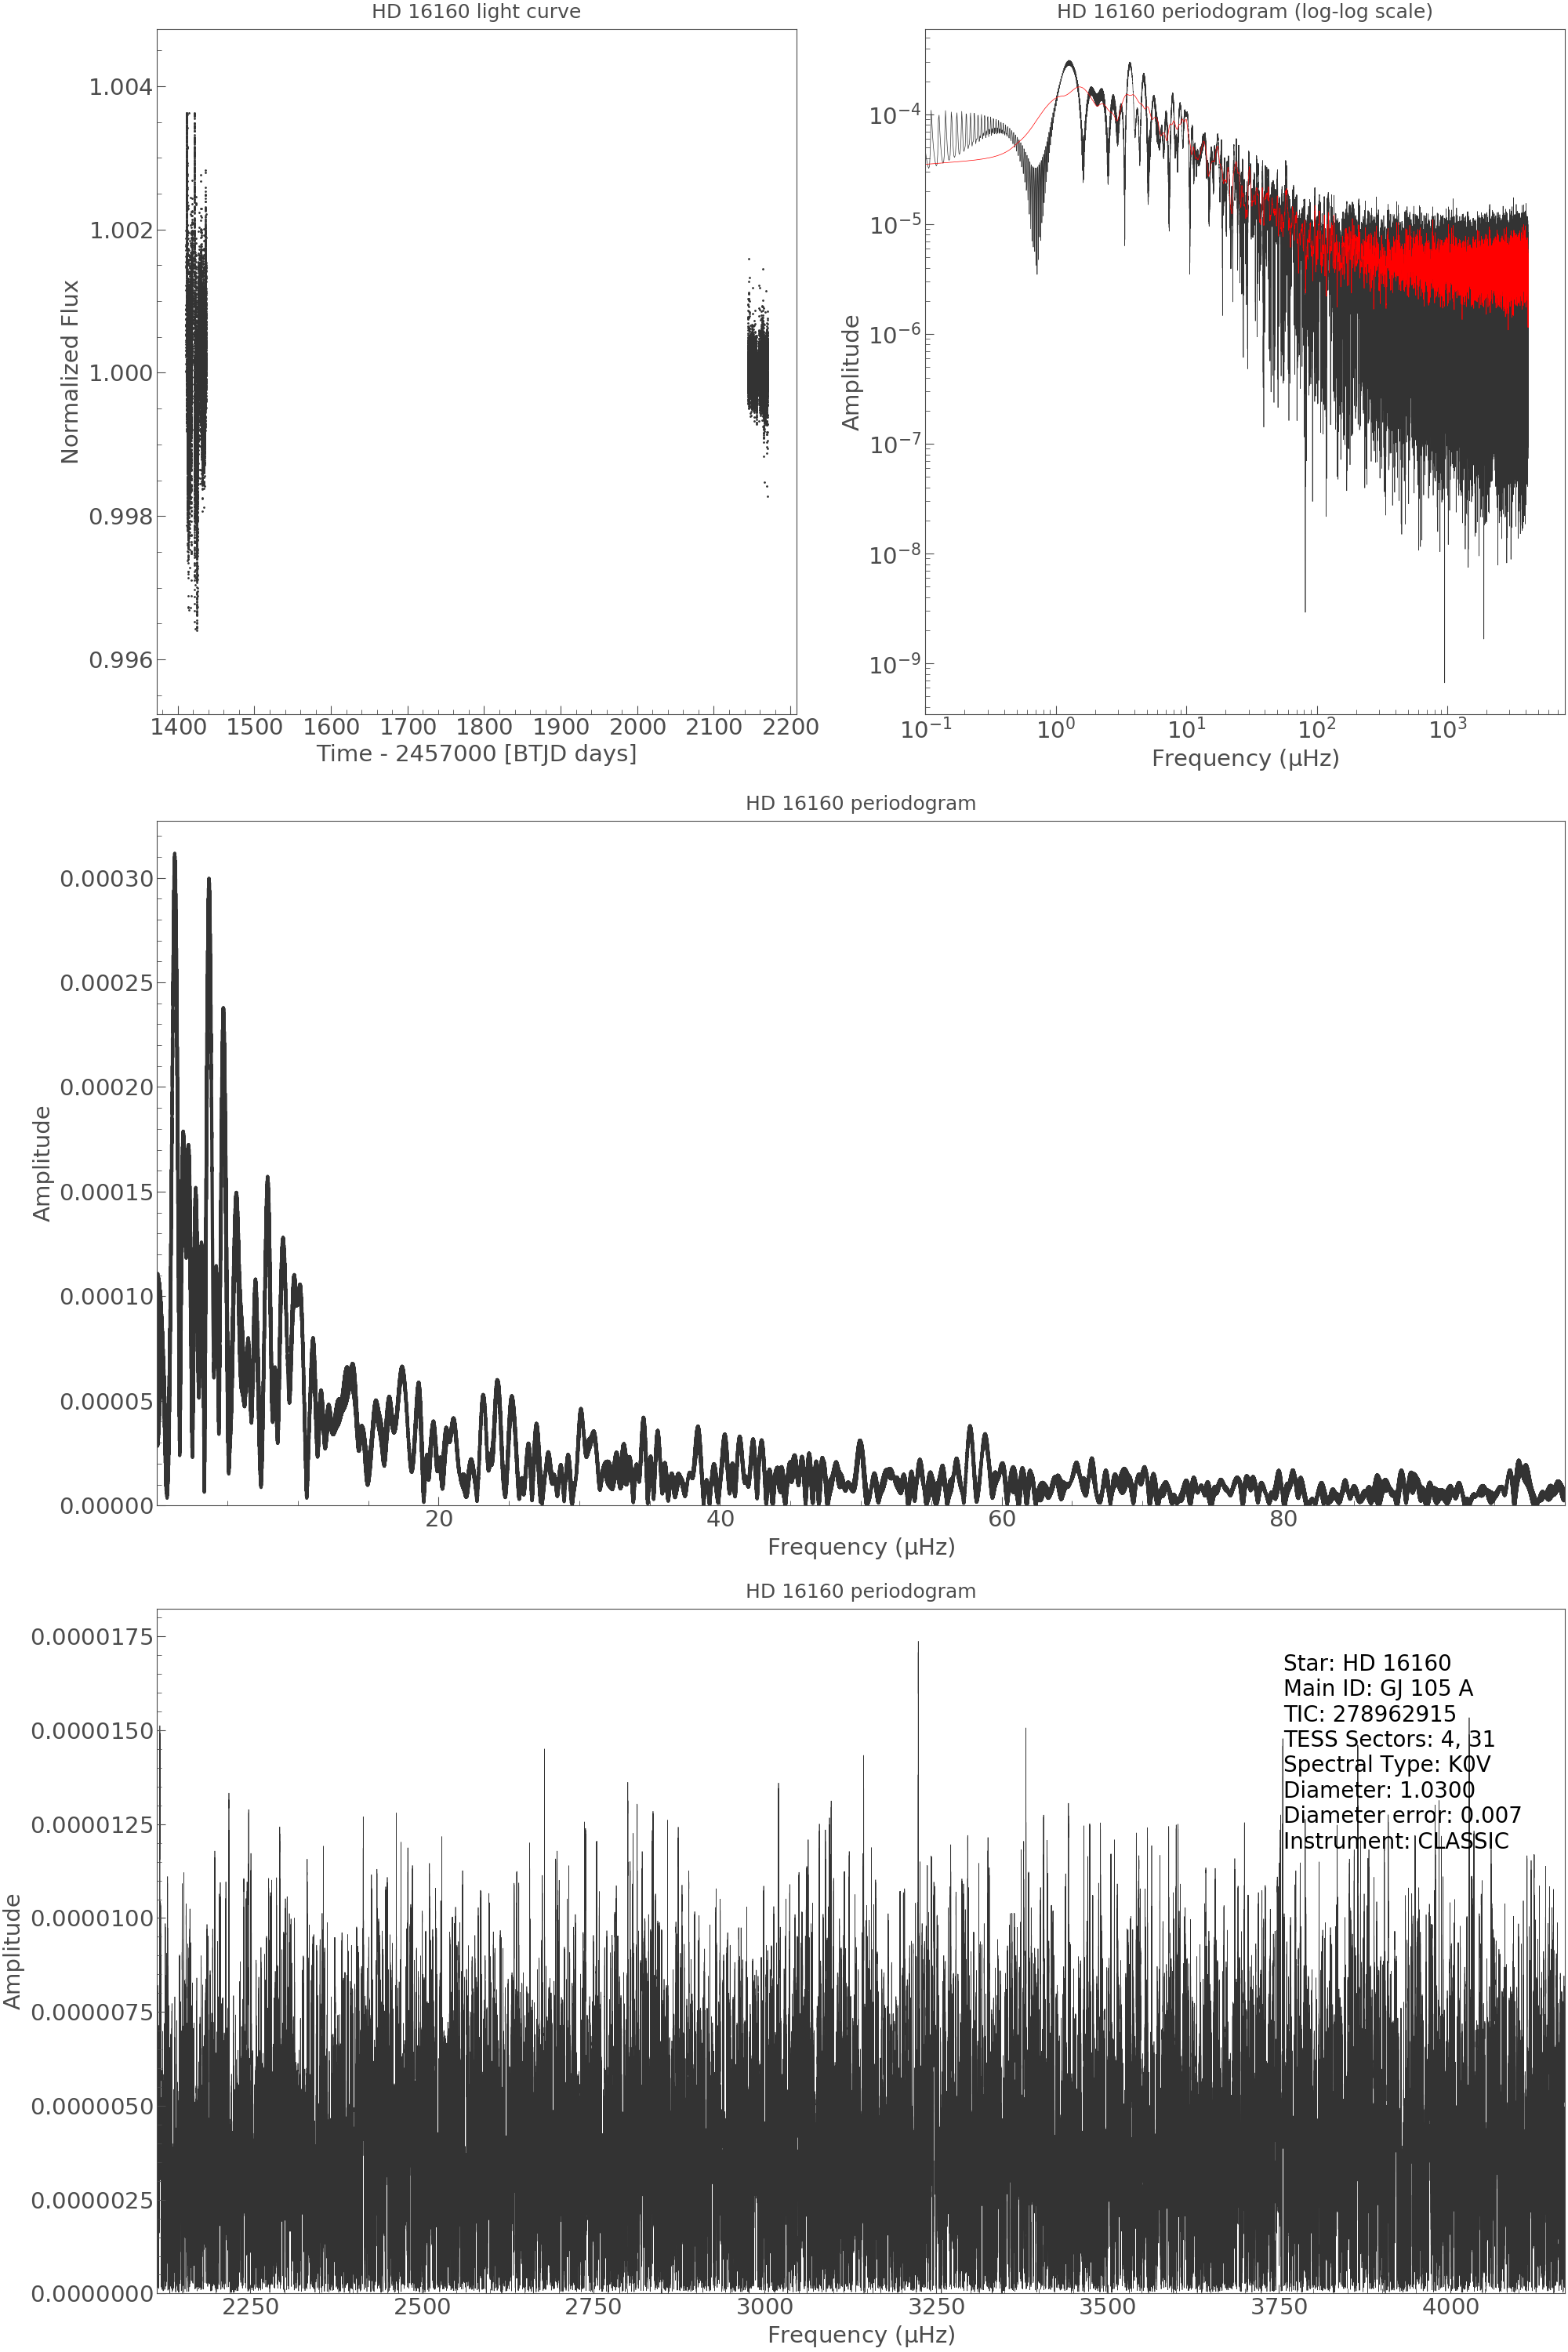 HD 16160 light curve
1.004
1.002
1.000
0.998
0.996
Normalized Flux
1400 1500 1600 1700 1800 1900 2000 2100 2200
Time - 2457000 [BTJD days]
HD 16160 periodogram (log-log scale)
10⁻⁴
10⁻⁵
10⁻⁶
10⁻⁷
10⁻⁸
10⁻⁹
Amplitude
10⁻¹ 10⁰ 10¹ 10² 10³
Frequency (µHz)
HD 16160 periodogram
0.00030
0.00025
0.00020
0.00015
0.00010
0.00005
0.00000
Amplitude
20 40 60 80
Frequency (µHz)
HD 16160 periodogram
0.0000175
0.0000150
0.0000125
0.0000100
0.0000075
0.0000050
0.0000025
0.0000000
Amplitude
Star: HD 16160
Main ID: GJ 105 A
TIC: 278962915
TESS Sectors: 4, 31
Spectral Type: K0V
Diameter: 1.0300
Diameter error: 0.007
Instrument: CLASSIC
2250 2500 2750 3000 3250 3500 3750 4000
Frequency (µHz)